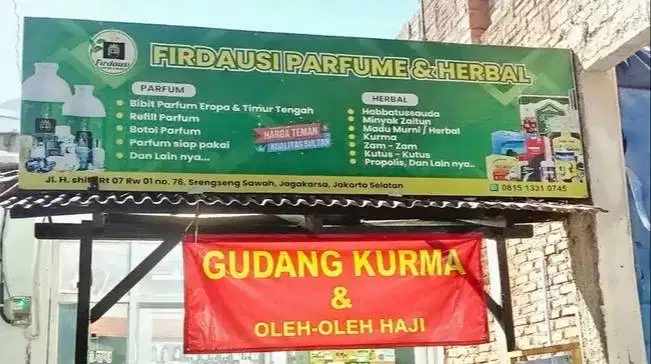 Firdausi
FIRDAUSI PARFUME & HERBAL
PARFUM
Bibit Parfum Eropa & Timur Tengah
Refill Parfum
Botol Parfum
Parfum siap pakai
Dan Lain nya...
HARGA TEMAN
KUALITAS SULTAN
HERBAL
Habbatussauda
Minyak Zaitun
Madu Murni / Herbal
Kurma
Zam - Zam
Kutus - Kutus
Propolis, Dan Lain nya...
Jl. H. shibi Rt 07 Rw 01 no. 76, Srengseng Sawah, Jagakarsa, Jakarta Selatan
0815 1331 0745
GUDANG KURMA
&
OLEH-OLEH HAJI